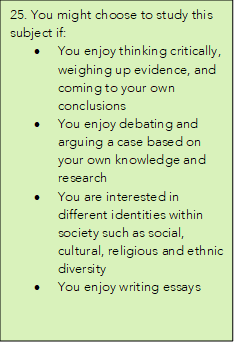 25. You might choose to study this
subject if:
• You enjoy thinking critically,
weighing up evidence, and
coming to your own
conclusions
• You enjoy debating and
arguing a case based on
your own knowledge and
research
• You are interested in
different identities within
society such as social,
cultural, religious and ethnic
diversity
• You enjoy writing essays